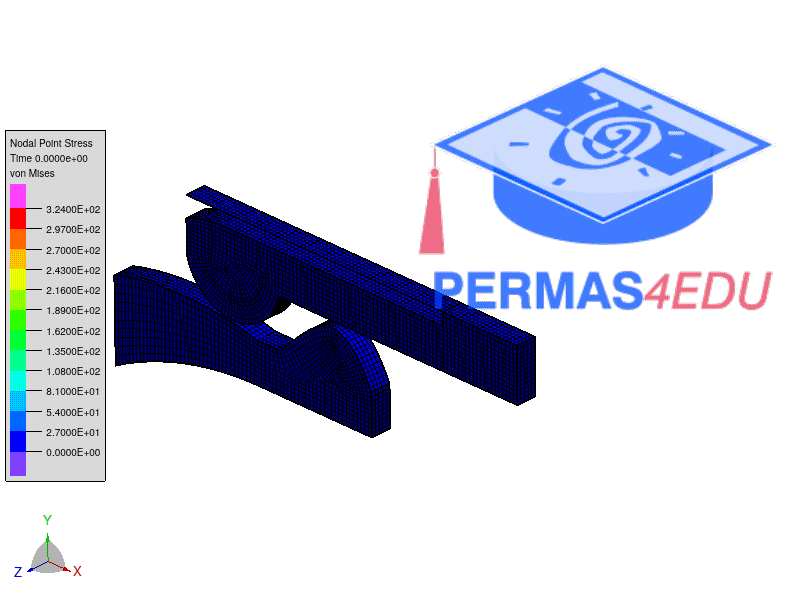 Nodal Point Stress
Time 0.0000e+00
von Mises
3.2400E+02
2.9700E+02
2.7000E+02
2.4300E+02
2.1600E+02
1.8900E+02
1.6200E+02
1.3500E+02
1.0800E+02
8.1000E+01
5.4000E+01
2.7000E+01
0.0000E+00
PERMAS4EDU
Y
Z
X